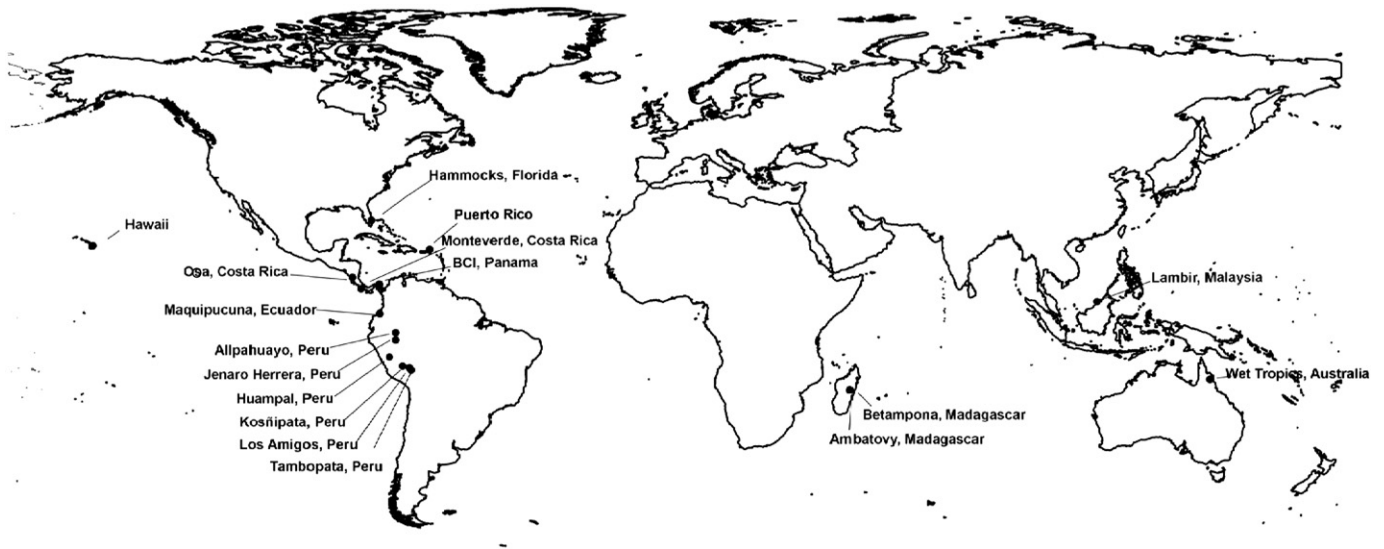 Hammocks, Florida
Puerto Rico
Hawaii
Monteverde, Costa Rica
BCI, Panama
Osa, Costa Rica
Lambir, Malaysia
Maquipucuna, Ecuador
Allpahuayo, Peru
Jenaro Herrera, Peru
Wet Tropics, Australia
Huampal, Peru
Betampona, Madagascar
Kosñipata, Peru
Ambatovy, Madagascar
Los Amigos, Peru
Tambopata, Peru